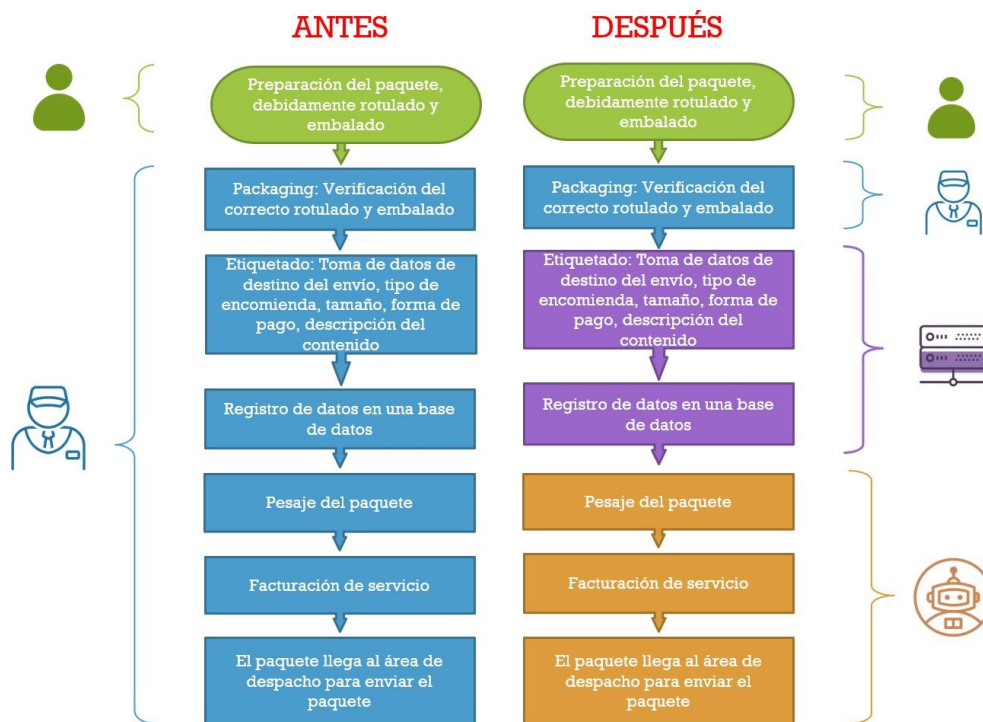 ANTES
Preparación del paquete,
debidamente rotulado y
embalado
Packaging: Verificación del
correcto rotulado y embalado
Etiquetado: Toma de datos de
destino del envío, tipo de
encomienda, tamaño, forma de
pago, descripción del
contenido
Registro de datos en una base
de datos
Pesaje del paquete
Facturación de servicio
El paquete llega al área de
despacho para enviar el
paquete
DESPUÉS
Preparación del paquete,
debidamente rotulado y
embalado
Packaging: Verificación del
correcto rotulado y embalado
Etiquetado: Toma de datos de
destino del envío, tipo de
encomienda, tamaño, forma de
pago, descripción del
contenido
Registro de datos en una base
de datos
Pesaje del paquete
Facturación de servicio
El paquete llega al área de
despacho para enviar el
paquete